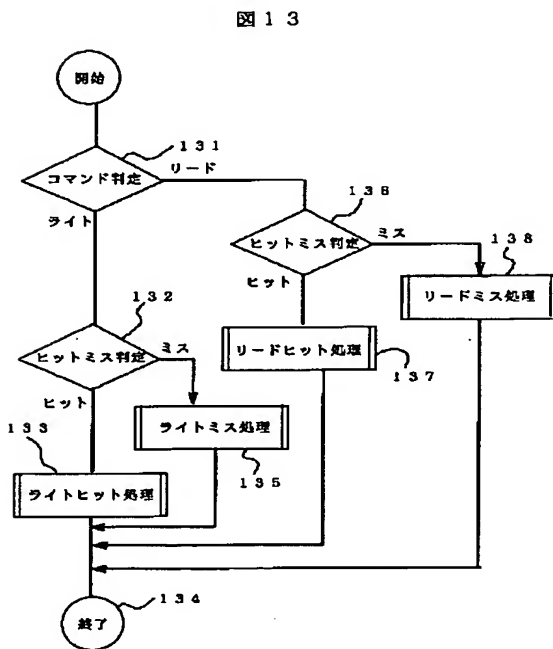 図１３
開始
１３１
コマンド判定
リード
ライト
１３６
ヒットミス判定
ミス
ヒット
１３８
リードミス処理
１３２
ヒットミス判定
ミス
ヒット
リードヒット処理
１３７
１３３
ライトミス処理
１３５
ライトヒット処理
１３４
終了